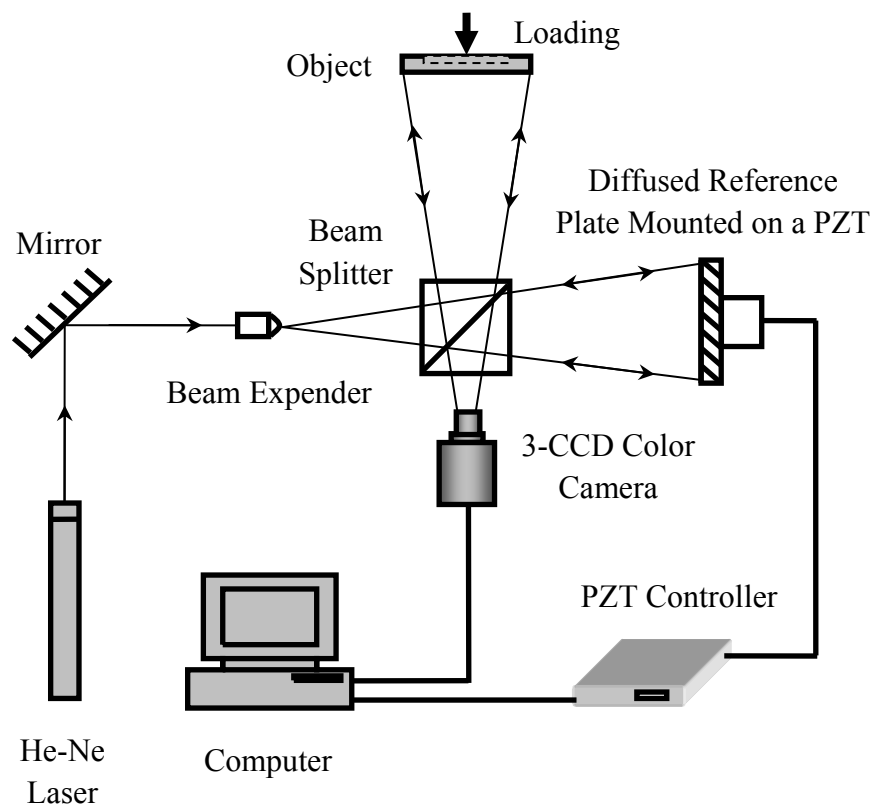 Loading
Object
Diffused Reference
Plate Mounted on a PZT
Beam
Splitter
Mirror
Beam Expender
3-CCD Color
Camera
PZT Controller
He-Ne
Laser
Computer